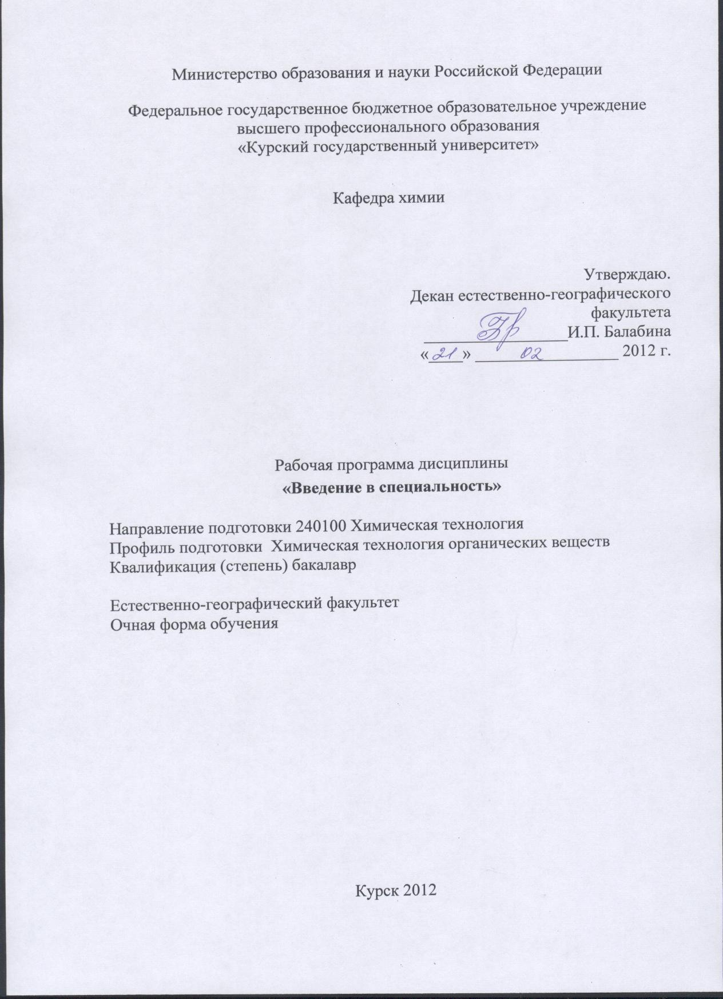 Министерство образования и науки Российской Федерации
Федеральное государственное бюджетное образовательное учреждение
высшего профессионального образования
«Курский государственный университет»
Кафедра химии
Утверждаю.
Декан естественно-географического
факультета
И.П. Балабина
«21» 02 2012 г.
Рабочая программа дисциплины
«Введение в специальность»
Направление подготовки 240100 Химическая технология
Профиль подготовки Химическая технология органических веществ
Квалификация (степень) бакалавр
Естественно-географический факультет
Очная форма обучения
Курск 2012